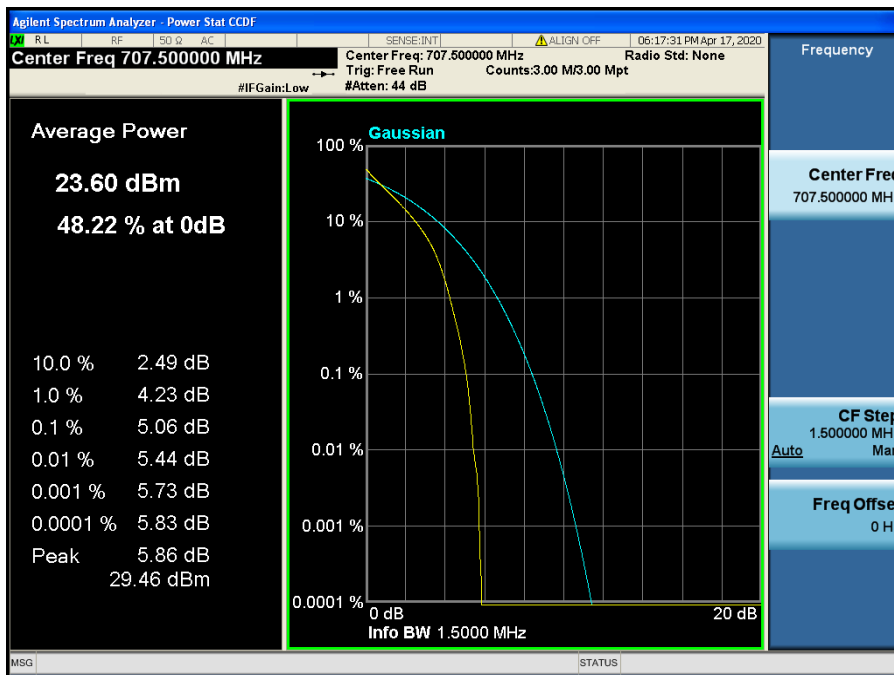 Agilent Spectrum Analyzer - Power Stat CCDF
LXI RL RF 50 Ω AC SENSE:INT ALIGN OFF 06:17:31 PM Apr 17, 2020
Center Freq 707.500000 MHz
Center Freq: 707.500000 MHz Radio Std: None
Trig: Free Run Counts:3.00 M/3.00 Mpt
#IFGain:Low #Atten: 44 dB
Average Power
23.60 dBm
48.22 % at 0dB
10.0 % 2.49 dB
1.0 % 4.23 dB
0.1 % 5.06 dB
0.01 % 5.44 dB
0.001 % 5.73 dB
0.0001 % 5.83 dB
Peak 5.86 dB
29.46 dBm
Gaussian
100 %
10 %
1 %
0.1 %
0.01 %
0.001 %
0.0001 %
0 dB 20 dB
Info BW 1.5000 MHz
Frequency
Center Freq
707.500000 MH
CF Step
1.500000 MH
Auto Man
Freq Offse
0 H
MSG STATUS